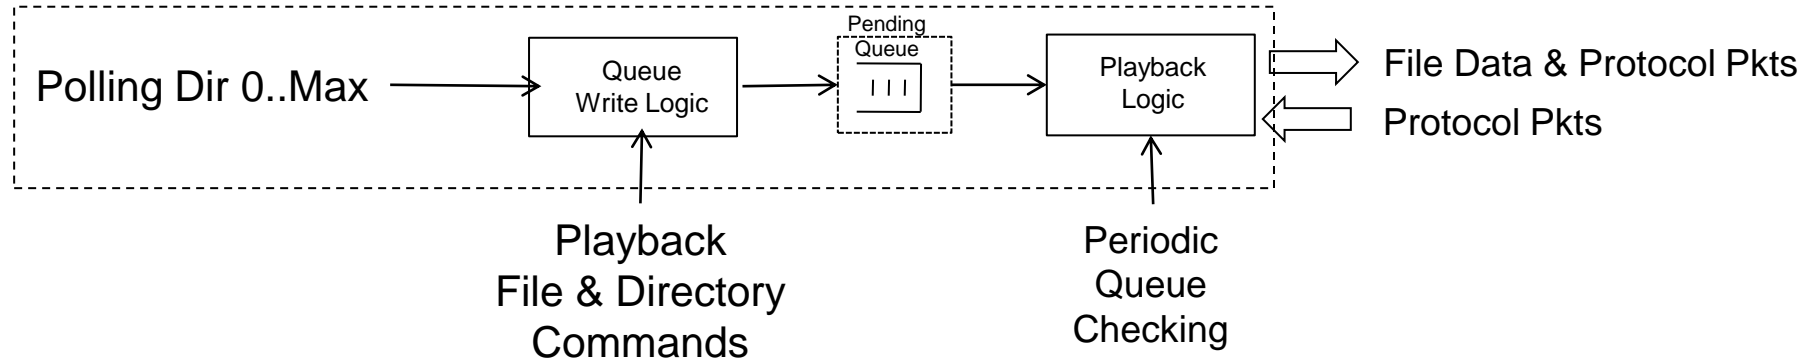 Polling Dir 0..Max
Queue
Write Logic
Pending
Queue
Playback
Logic
File Data & Protocol Pkts
Protocol Pkts
Playback
File & Directory
Commands
Periodic
Queue
Checking